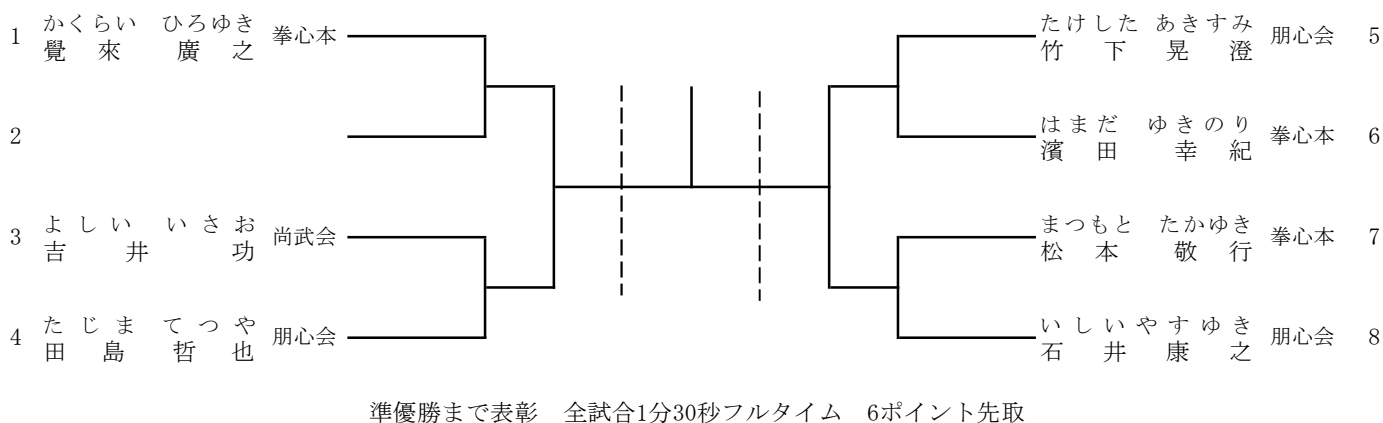 かくらい ひろゆき
1 覺來 廣之 拳心本
2
よしい いさお
3 吉井 功 尚武会
たじま てつや
4 田島 哲也 朋心会
たけした あきすみ
竹下 晃澄 朋心会 5
はまだ ゆきのり
濱田 幸紀 拳心本 6
まつもと たかゆき
松本 敬行 拳心本 7
いしいやすゆき
石井康之 朋心会 8
準優勝まで表彰 全試合1分30秒フルタイム 6ポイント先取